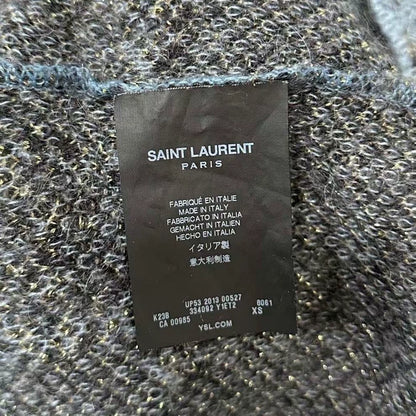 SAINT LAURENT
PARIS
FABRIQUÉ EN ITALIE
MADE IN ITALY
FABBRICATO IN ITALIA
GEMACHT IN ITALIEN
HECHO EN ITALIA
イタリア製
意大利制造
UP53 2013 00527
K23B 334092 Y1ET2 8061
CA 00985 XS
YSL.COM